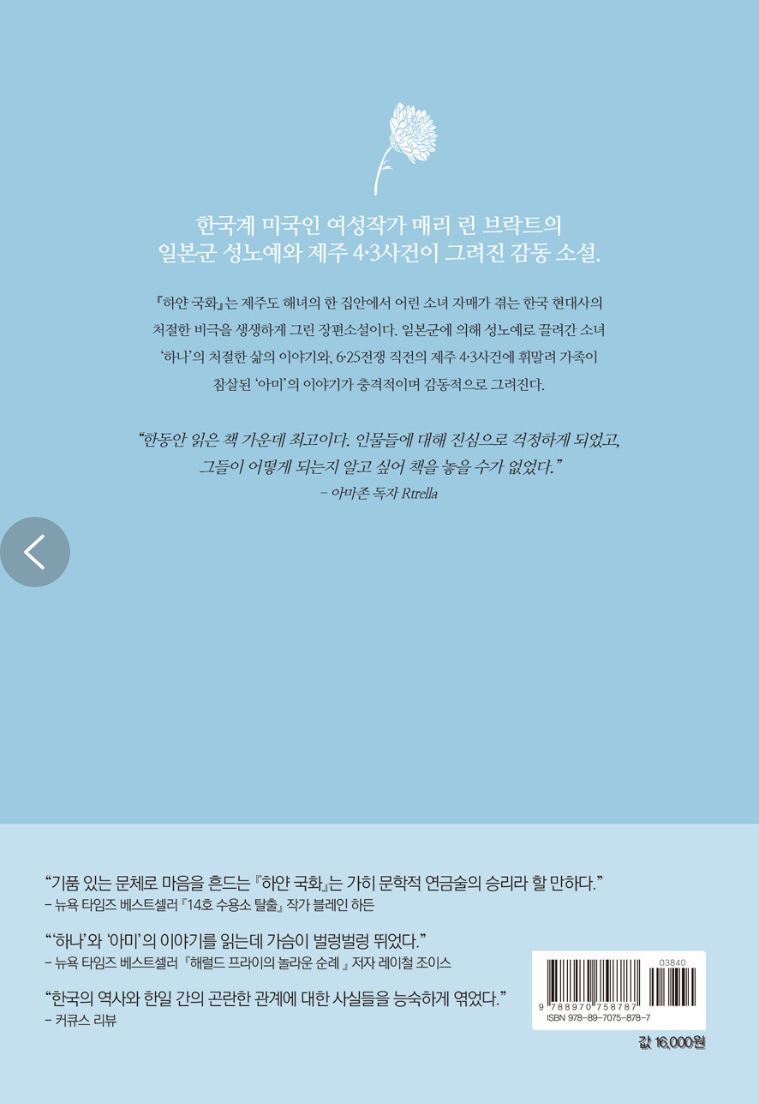 한국계 미국인 여성작가 매리 린 브락트의
일본군 성노예와 제주 4·3사건이 그려진 감동 소설.
『하얀 국화』는 제주도 해녀의 한 집안에서 어린 소녀 자매가 겪는 한국 현대사의
처절한 비극을 생생하게 그린 장편소설이다. 일본군에 의해 성노예로 끌려간 소녀
‘하나’의 처절한 삶의 이야기와, 6·25전쟁 직전의 제주 4·3사건에 휘말려 가족이
참살된 ‘아미’의 이야기가 충격적이며 감동적으로 그려진다.
“한동안 읽은 책 가운데 최고이다. 인물들에 대해 진심으로 걱정하게 되었고,
그들이 어떻게 되는지 알고 싶어 책을 놓을 수가 없었다.”
– 아마존 독자 Rtrella
“기품 있는 문체로 마음을 흔드는 『하얀 국화』는 가히 문학적 연금술의 승리라 할 만하다.”
– 뉴욕 타임즈 베스트셀러 『14호 수용소 탈출』 작가 블레인 하든
“‘하나’와 ‘아미’의 이야기를 읽는데 가슴이 벌렁벌렁 뛰었다.”
– 뉴욕 타임즈 베스트셀러 『해럴드 프라이의 놀라운 순례』 저자 레이철 조이스
“한국의 역사와 한일 간의 곤란한 관계에 대한 사실들을 능숙하게 엮었다.”
– 커큐스 리뷰
03840
9 788970 758787
ISBN 978-89-7075-878-7
값 16,000원